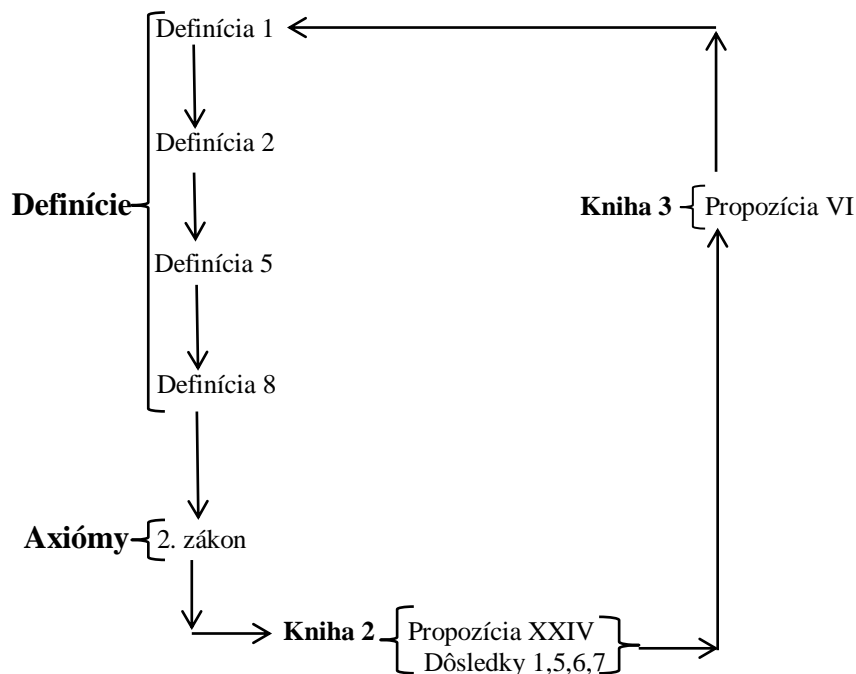 Definícia 1
Definícia 2
Definície
Kniha 3 Propozícia VI
Definícia 5
Definícia 8
Axiómy 2. zákon
Kniha 2 Propozícia XXIV
Dôsledky 1,5,6,7